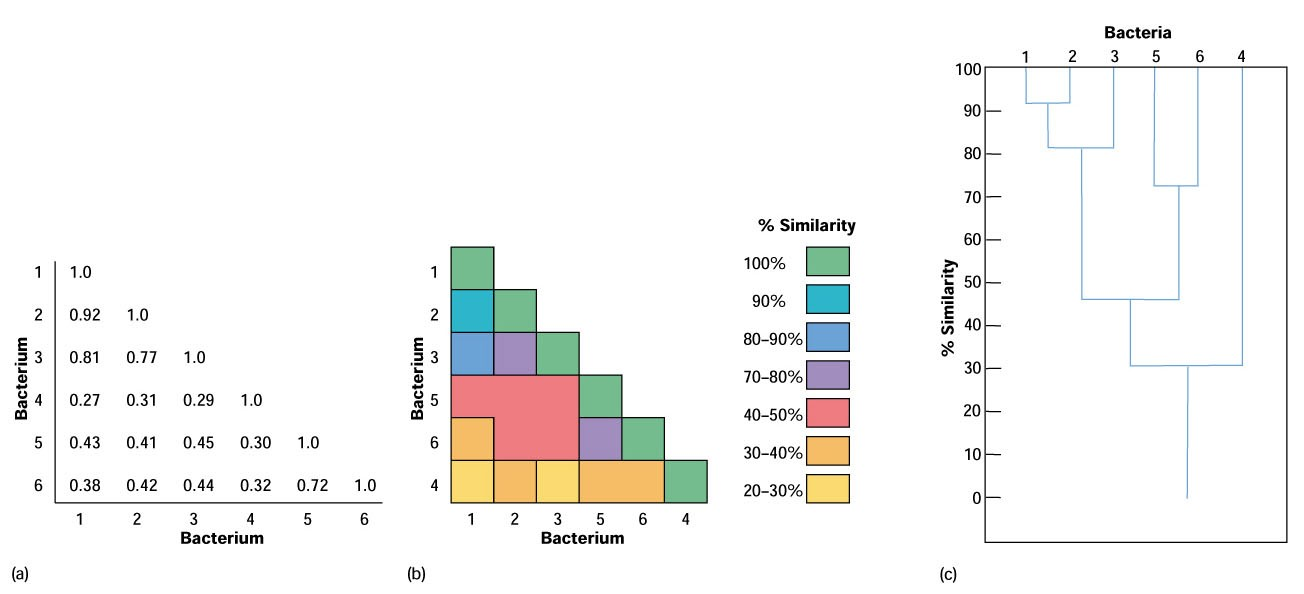 Bacterium
1 1.0
2 0.92 1.0
3 0.81 0.77 1.0
4 0.27 0.31 0.29 1.0
5 0.43 0.41 0.45 0.30 1.0
6 0.38 0.42 0.44 0.32 0.72 1.0
1 2 3 4 5 6
Bacterium
(a)
Bacterium
1
2
3
5
6
4
1 2 3 5 6 4
Bacterium
% Similarity
100%
90%
80–90%
70–80%
40–50%
30–40%
20–30%
(b)
Bacteria
1 2 3 5 6 4
% Similarity
100
90
80
70
60
50
40
30
20
10
0
(c)